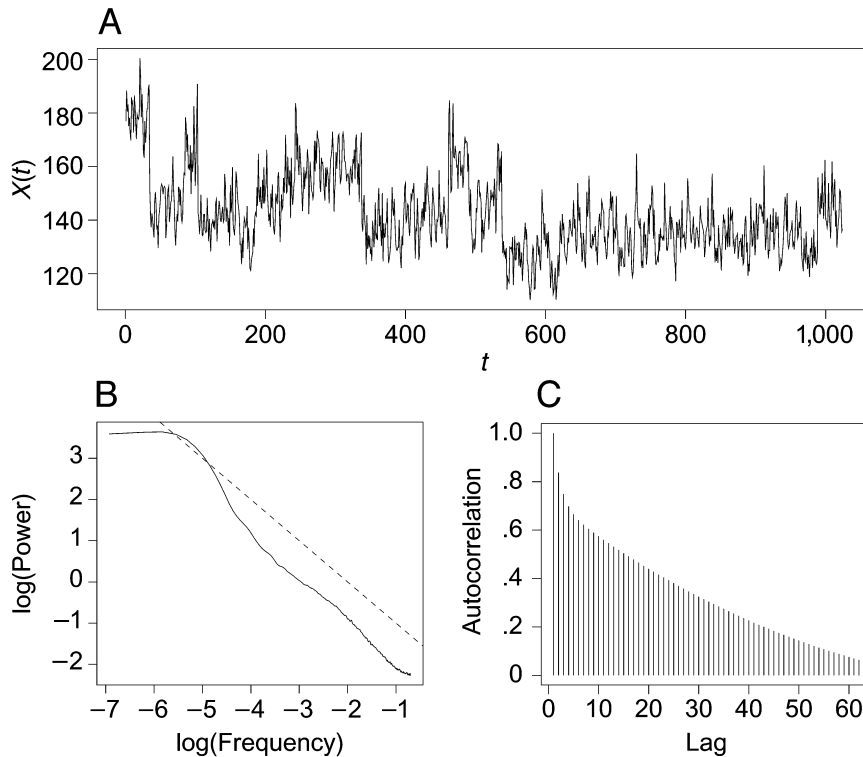 A
200
180
160
140
120
X(t)
0 200 400 600 800 1,000
t
B
3
2
1
0
–1
–2
log(Power)
–7 –6 –5 –4 –3 –2 –1
log(Frequency)
C
1.0
.8
.6
.4
.2
0
Autocorrelation
0 10 20 30 40 50 60
Lag